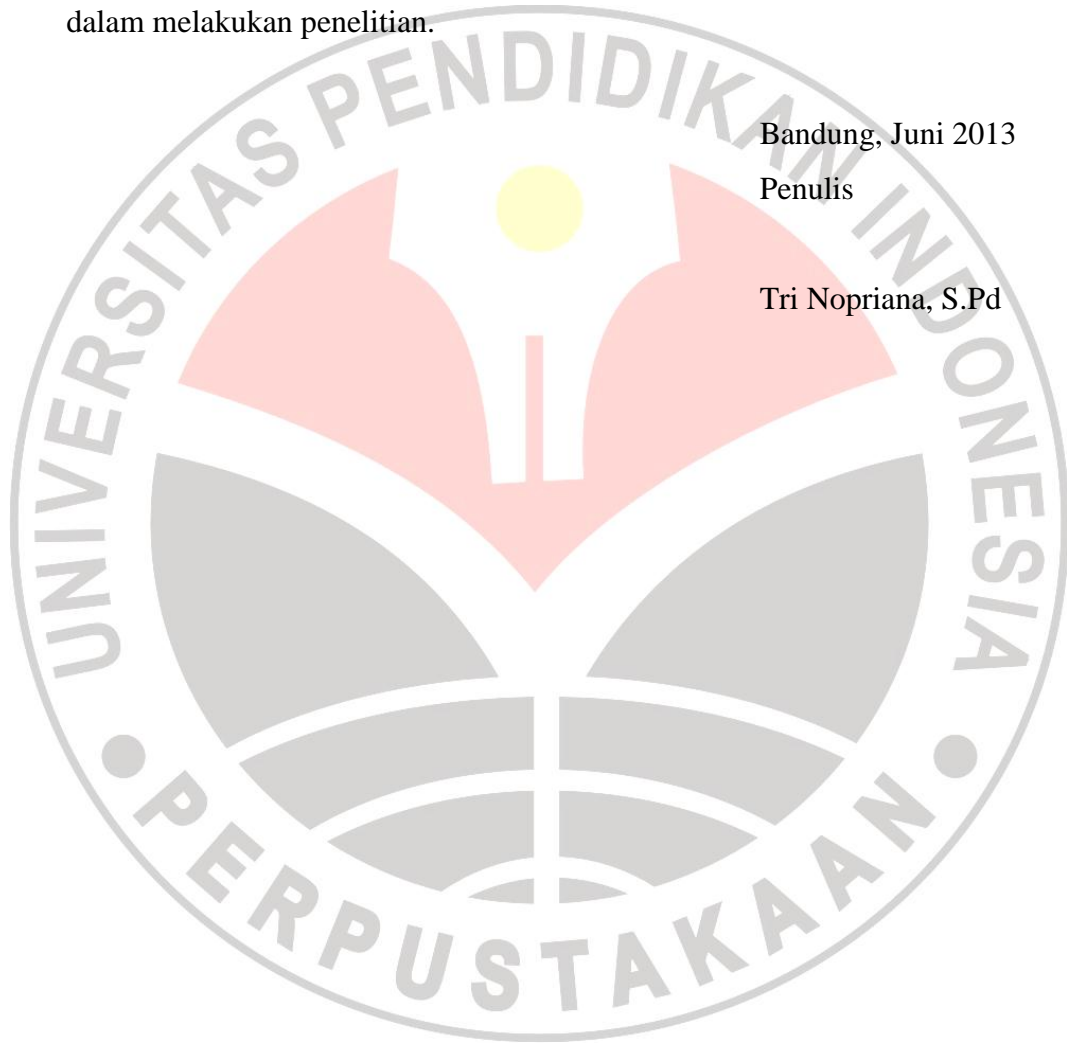 dalam melakukan penelitian.
Bandung, Juni 2013
Penulis
Tri Nopriana, S.Pd
UNIVERSITAS PENDIDIKAN INDONESIA
PERPUSTAKAAN